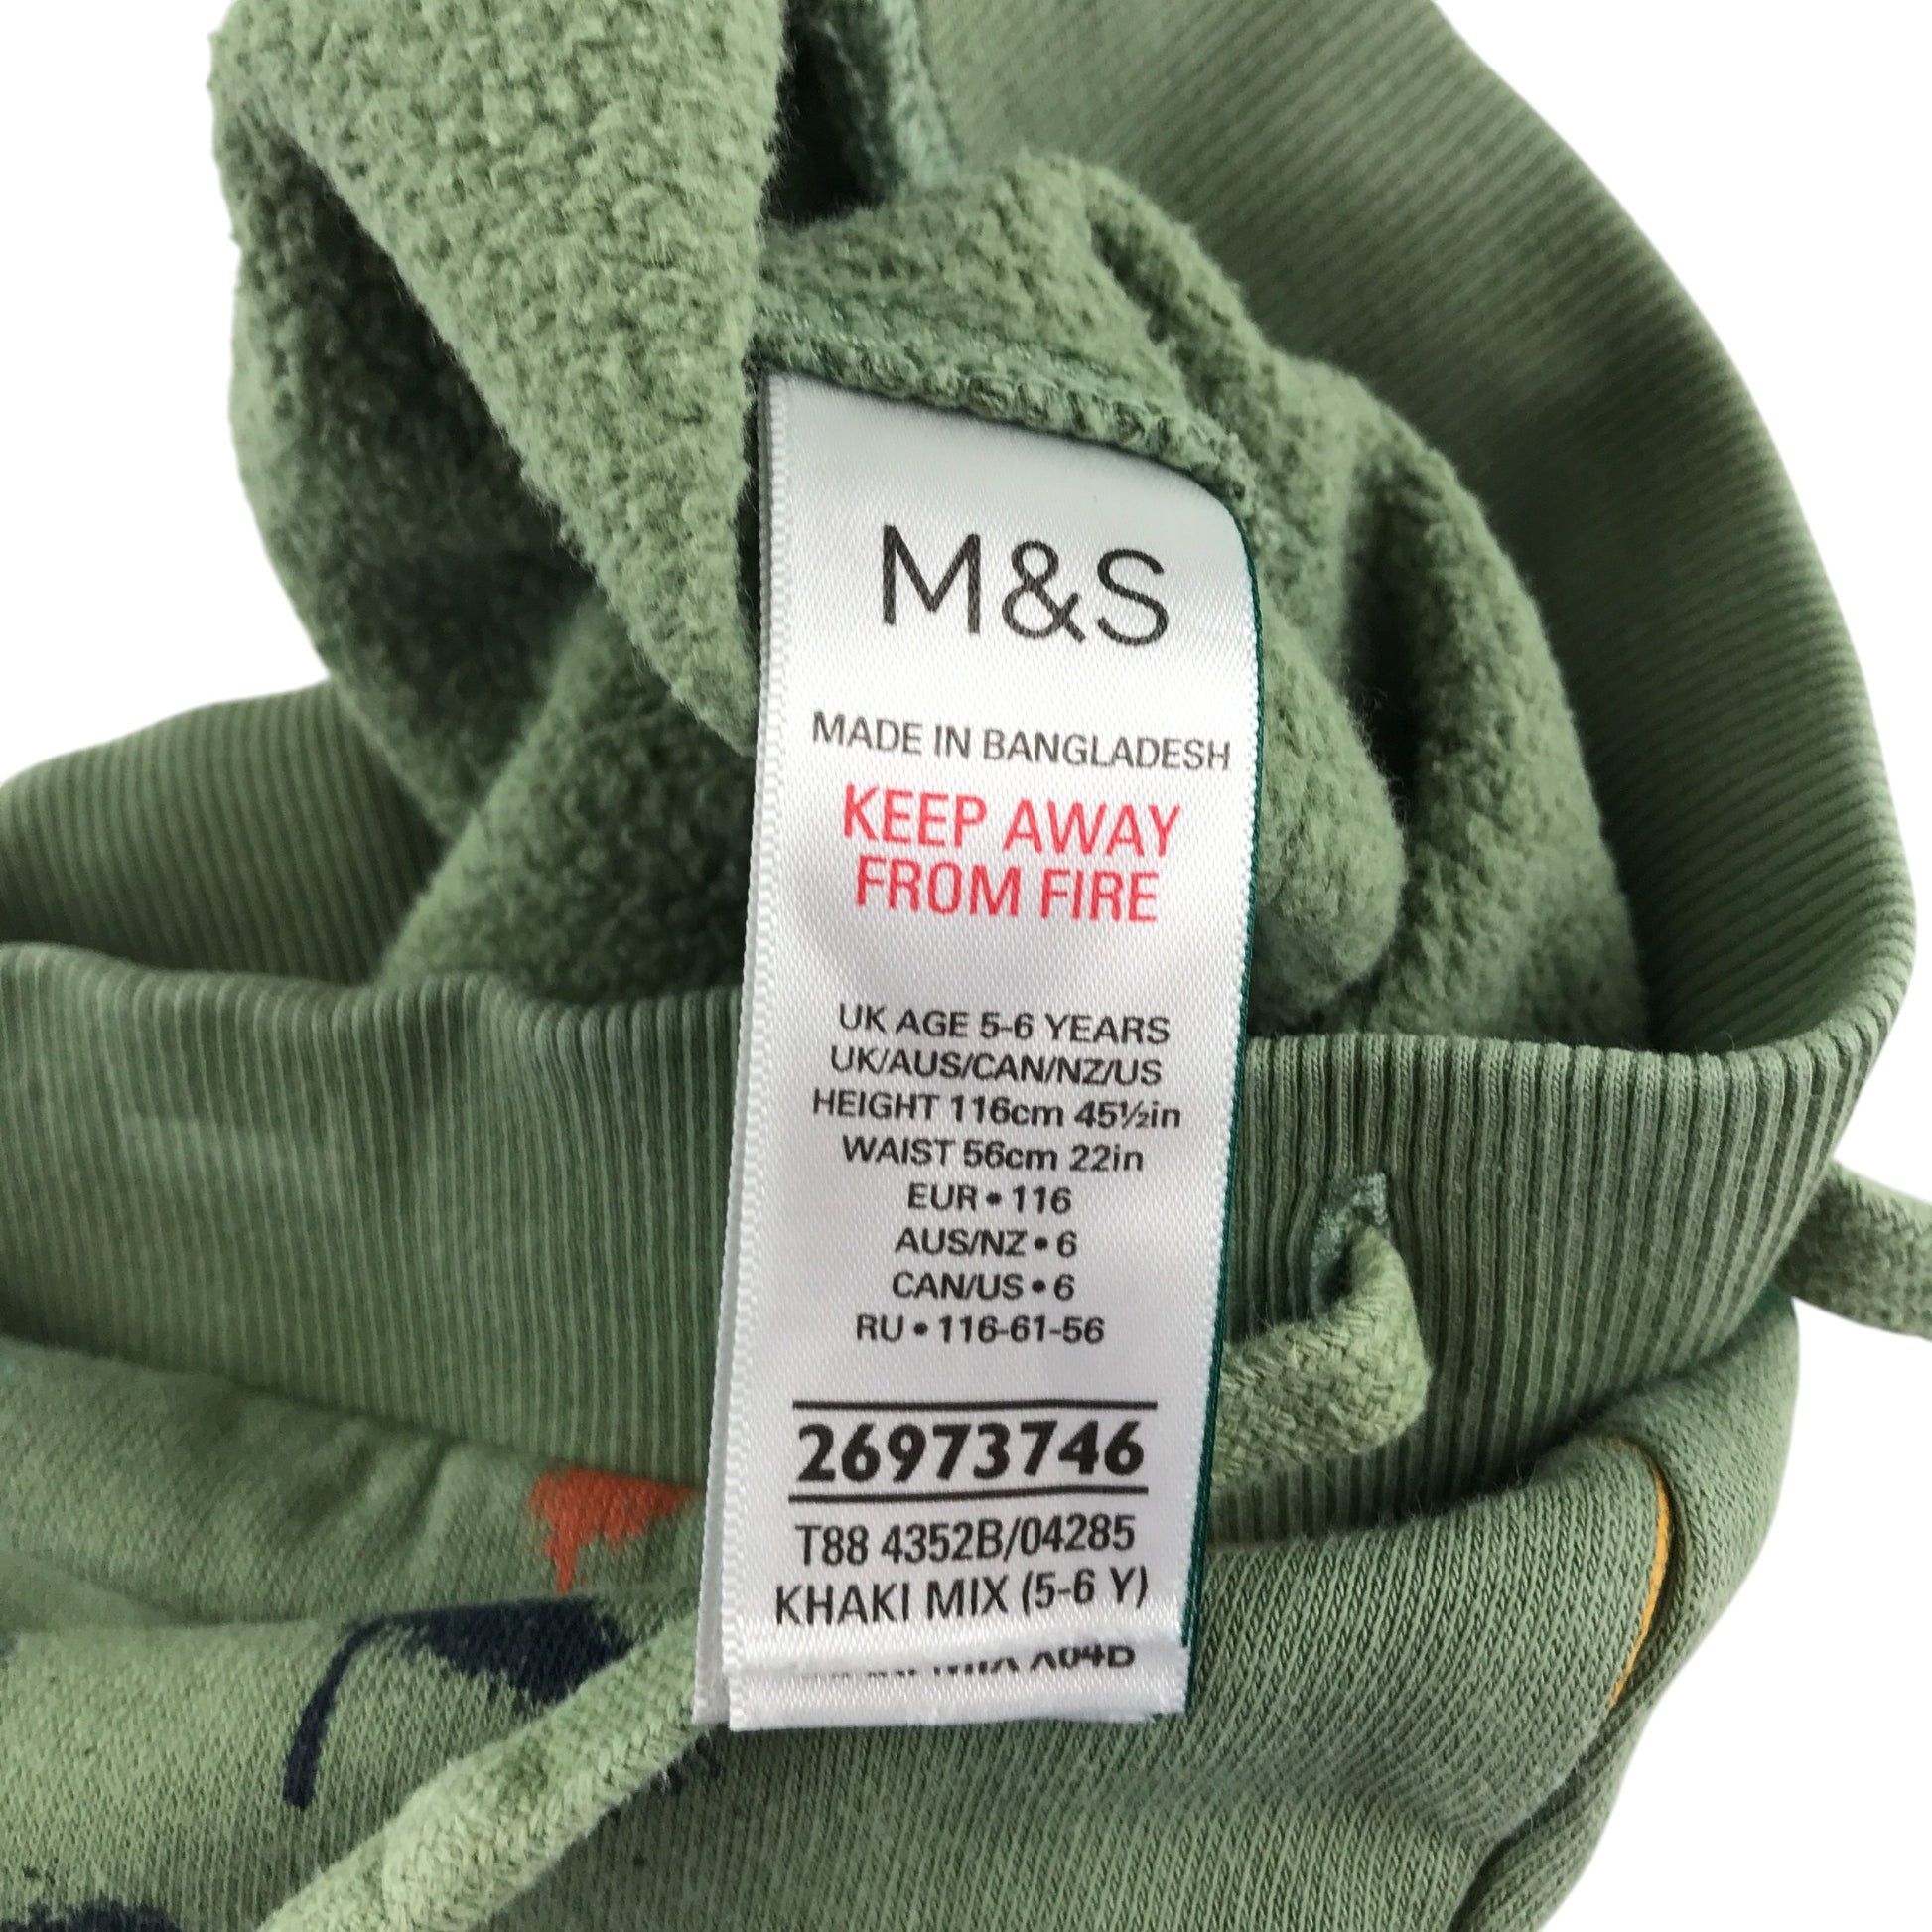 M&S
MADE IN BANGLADESH
KEEP AWAY
FROM FIRE
UK AGE 5-6 YEARS
UK/AUS/CAN/NZ/US
HEIGHT 116cm 45½in
WAIST 56cm 22in
EUR • 116
AUS/NZ • 6
CAN/US • 6
RU • 116-61-56
26973746
T88 4352B/04285
KHAKI MIX (5-6 Y)